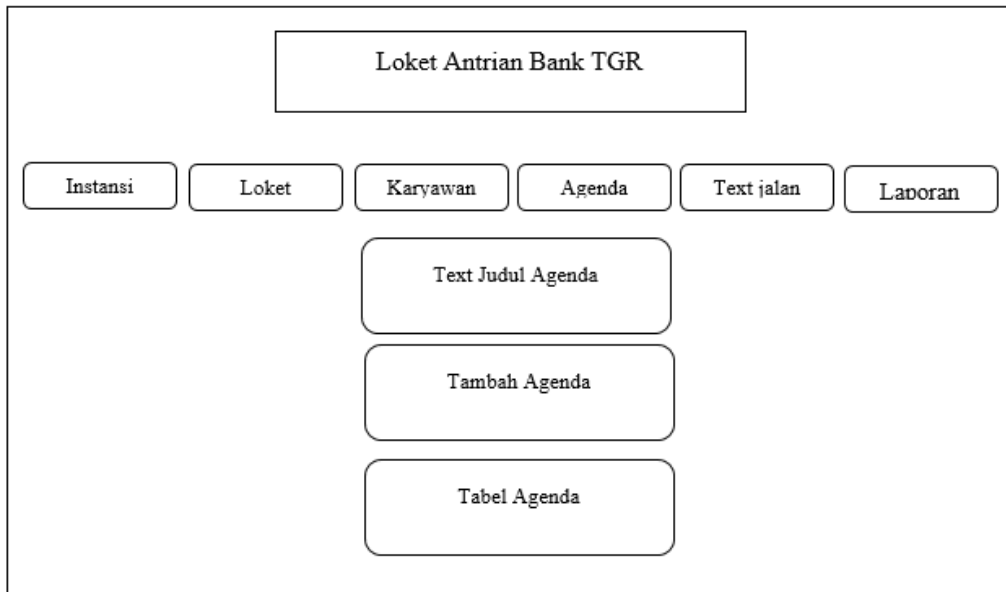 Loket Antrian Bank TGR
Instansi
Loket
Karyawan
Agenda
Text jalan
Laporan
Text Judul Agenda
Tambah Agenda
Tabel Agenda